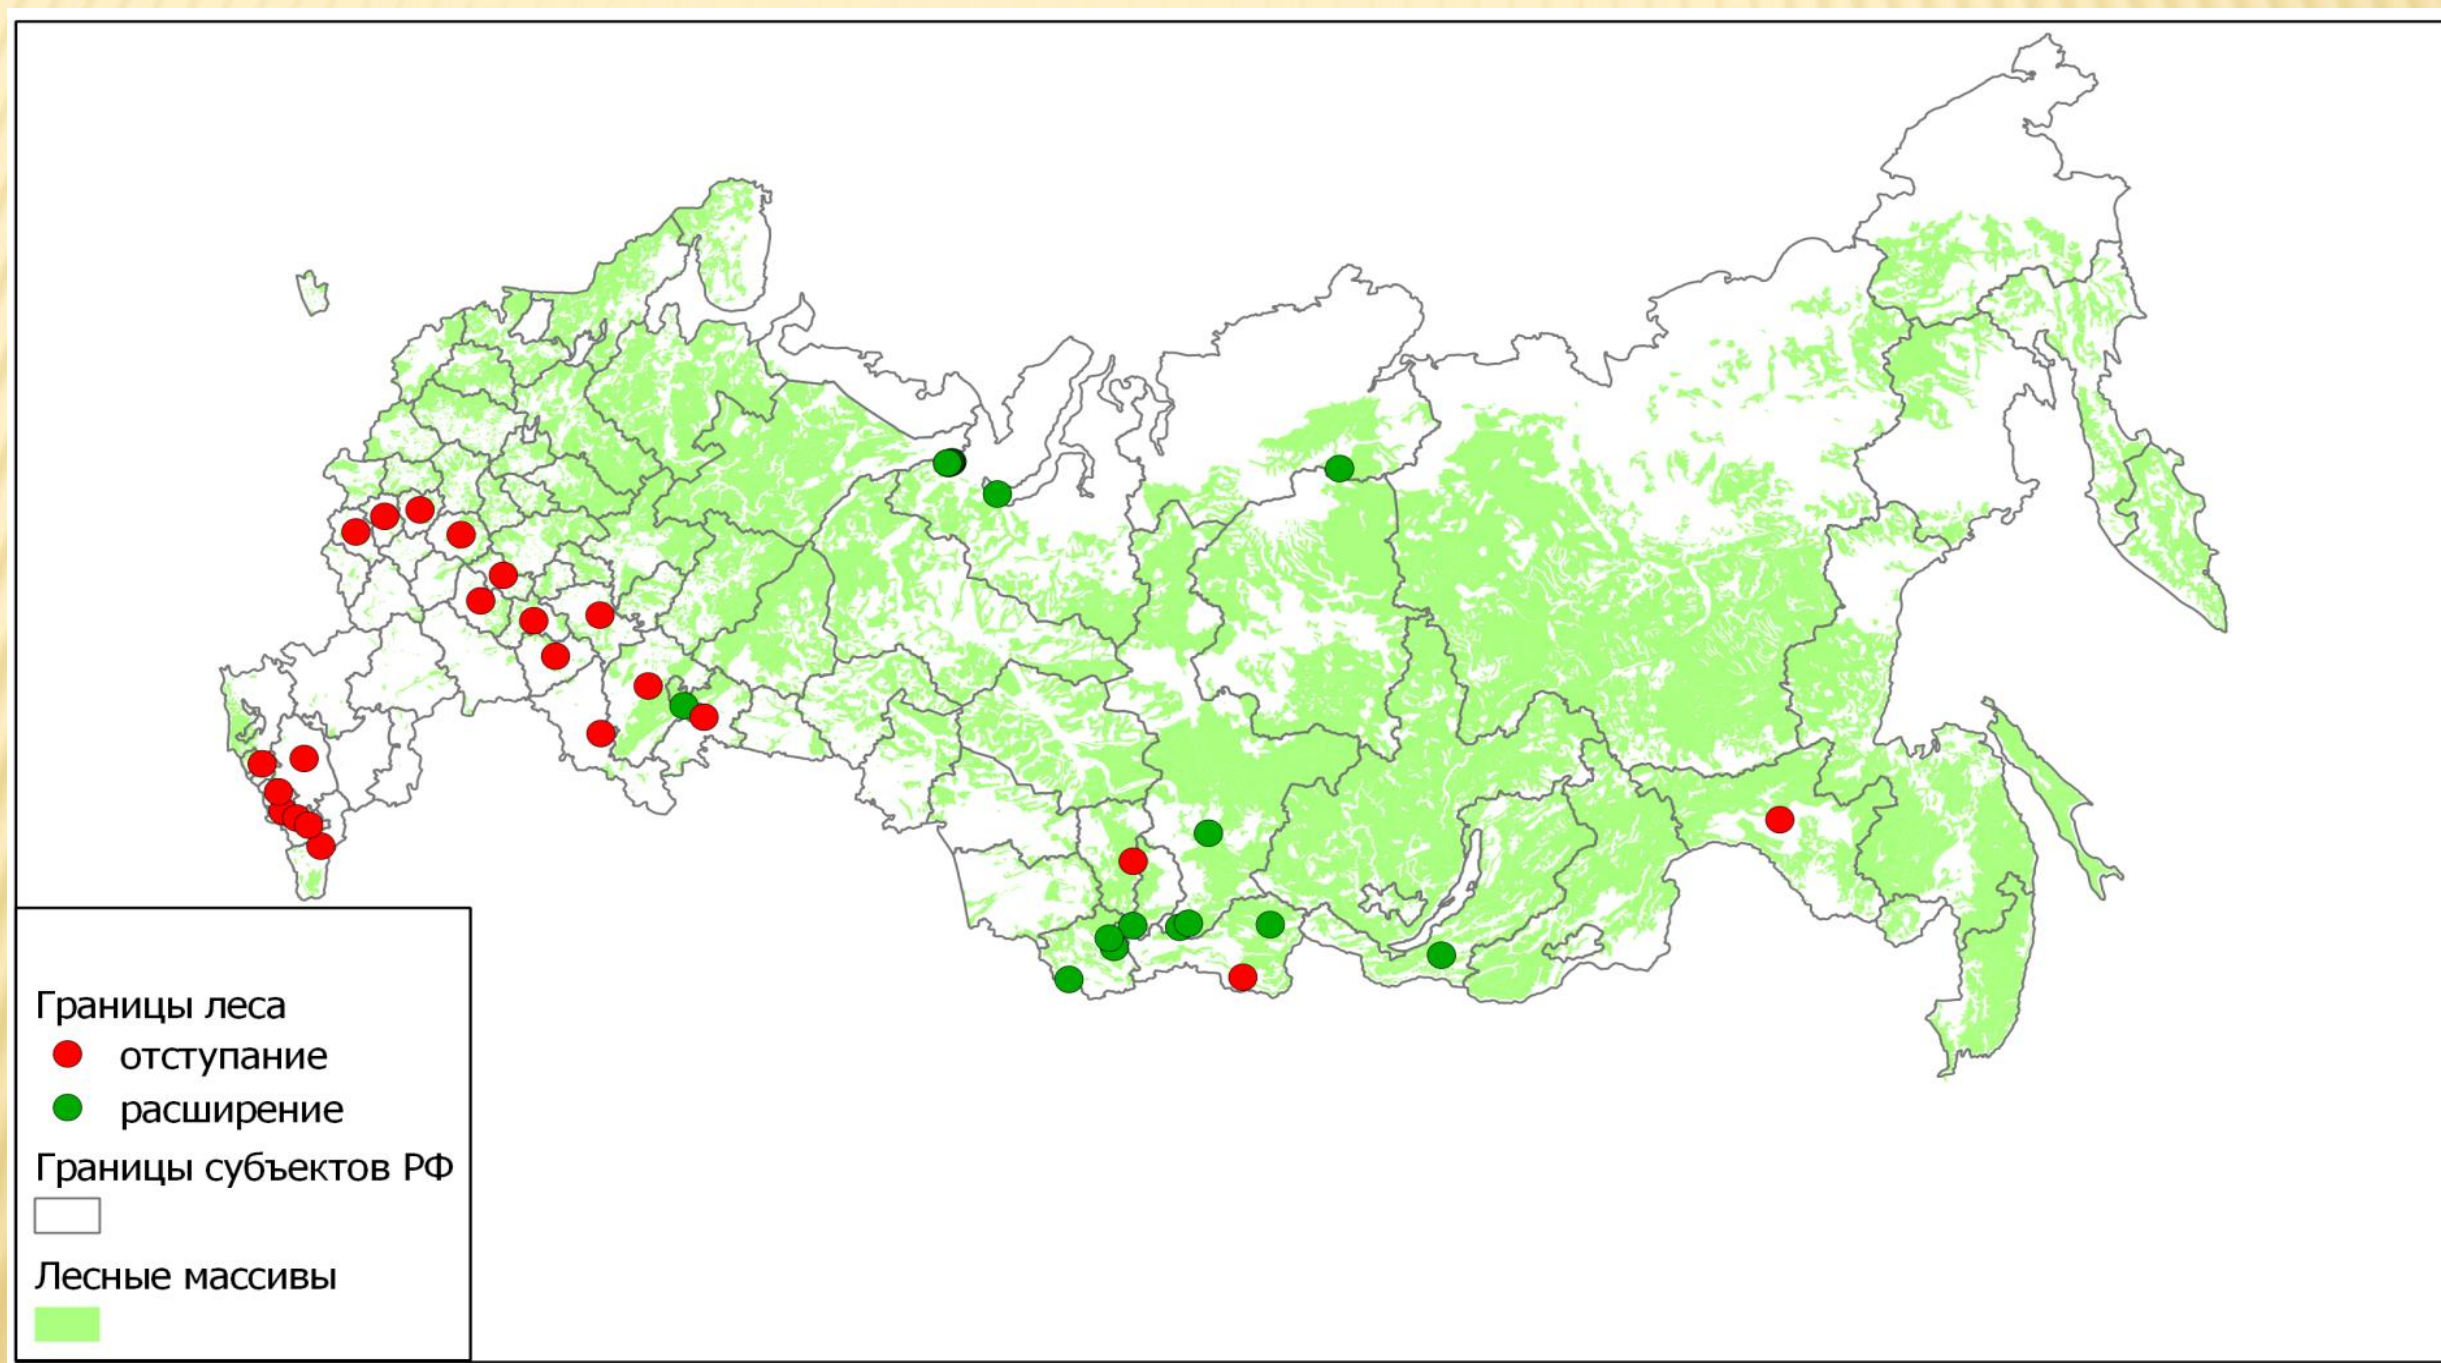 Границы леса
отступание
расширение
Границы субъектов РФ
Лесные массивы